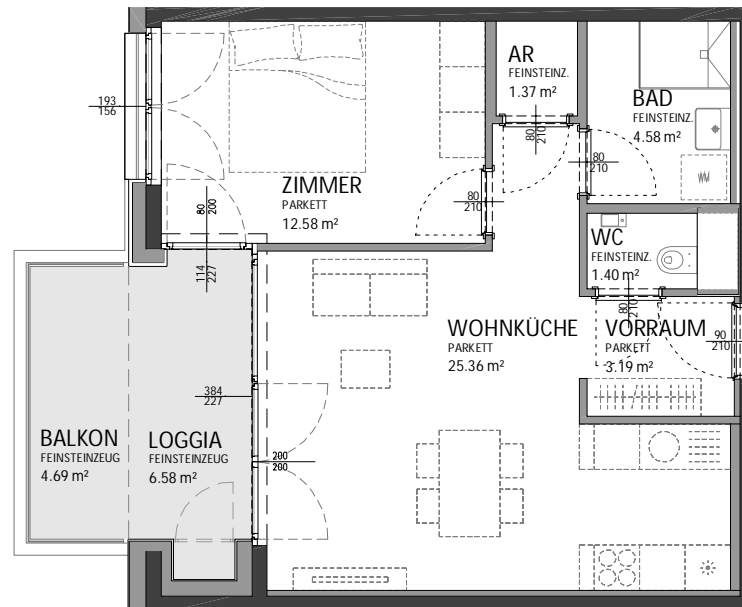 AR
FEINSTEINZ.
1.37 m²
BAD
FEINSTEINZ.
4.58 m²
193
156
80
210
80
210
ZIMMER
PARKETT
12.58 m²
80
210
80
200
WC
FEINSTEINZ.
1.40 m²
114
227
80
210
WOHNKÜCHE
PARKETT
25.36 m²
VORRAUM
PARKETT
3.19 m²
90
210
384
227
BALKON
FEINSTEINZEUG
4.69 m²
LOGGIA
FEINSTEINZEUG
6.58 m²
200
200